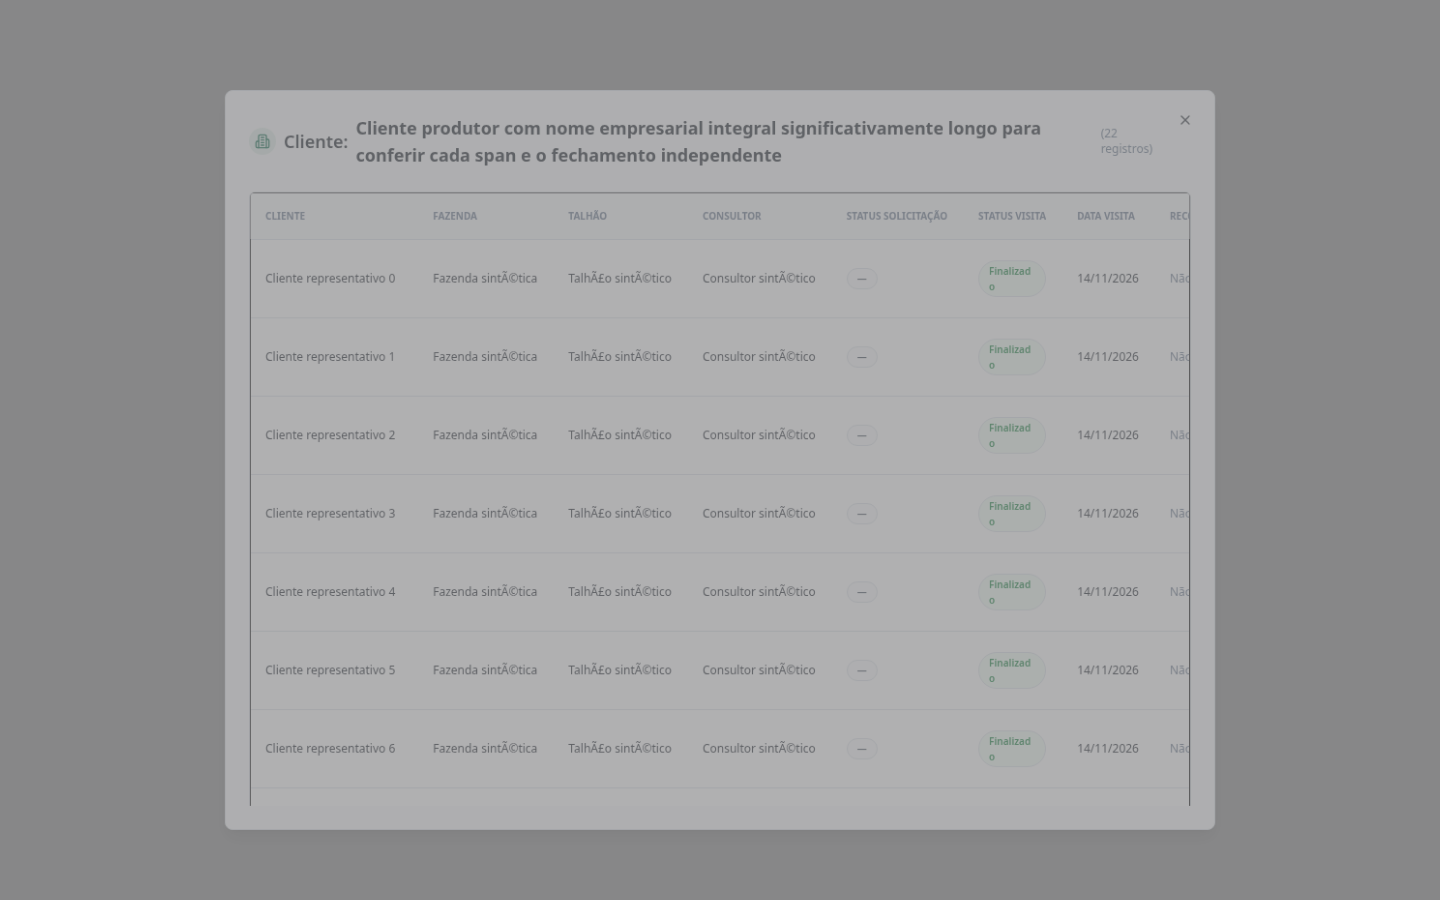 Cliente: Cliente produtor com nome empresarial integral significativamente longo para
conferir cada span e o fechamento independente
(22
registros)
×
CLIENTE FAZENDA TALHÃO CONSULTOR STATUS SOLICITAÇÃO STATUS VISITA DATA VISITA
Cliente representativo 0 Fazenda sintÃ©tica TalhÃ£o sintÃ©tico Consultor sintÃ©tico — Finalizad
o 14/11/2026 Não
Cliente representativo 1 Fazenda sintÃ©tica TalhÃ£o sintÃ©tico Consultor sintÃ©tico — Finalizad
o 14/11/2026 Não
Cliente representativo 2 Fazenda sintÃ©tica TalhÃ£o sintÃ©tico Consultor sintÃ©tico — Finalizad
o 14/11/2026 Não
Cliente representativo 3 Fazenda sintÃ©tica TalhÃ£o sintÃ©tico Consultor sintÃ©tico — Finalizad
o 14/11/2026 Não
Cliente representativo 4 Fazenda sintÃ©tica TalhÃ£o sintÃ©tico Consultor sintÃ©tico — Finalizad
o 14/11/2026 Não
Cliente representativo 5 Fazenda sintÃ©tica TalhÃ£o sintÃ©tico Consultor sintÃ©tico — Finalizad
o 14/11/2026 Não
Cliente representativo 6 Fazenda sintÃ©tica TalhÃ£o sintÃ©tico Consultor sintÃ©tico — Finalizad
o 14/11/2026 Não